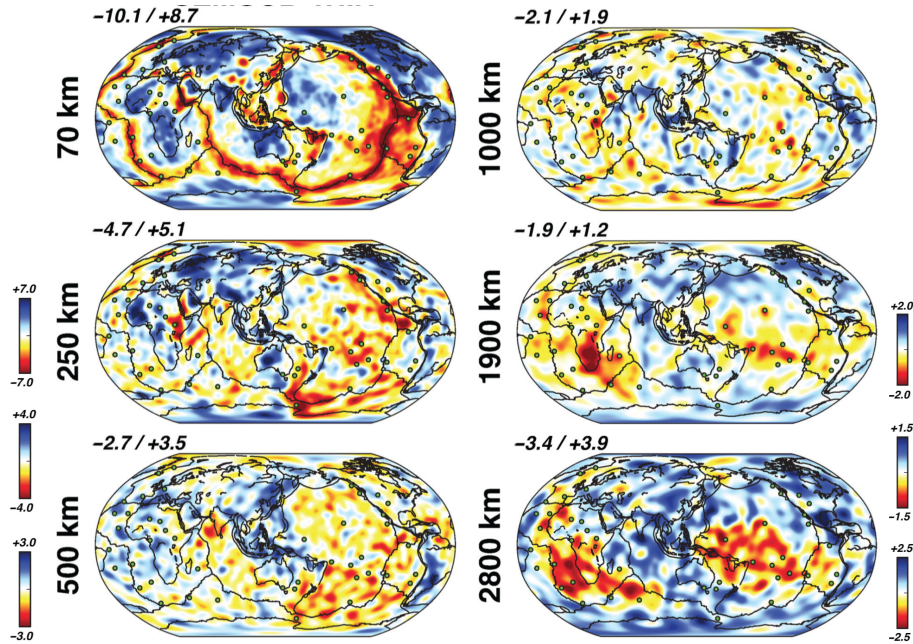 −10.1 / +8.7
70 km
−2.1 / +1.9
1000 km
−4.7 / +5.1
250 km
−1.9 / +1.2
1900 km
−2.7 / +3.5
500 km
−3.4 / +3.9
2800 km
+7.0
−7.0
+4.0
−4.0
+3.0
−3.0
+2.0
−2.0
+1.5
−1.5
+2.5
−2.5